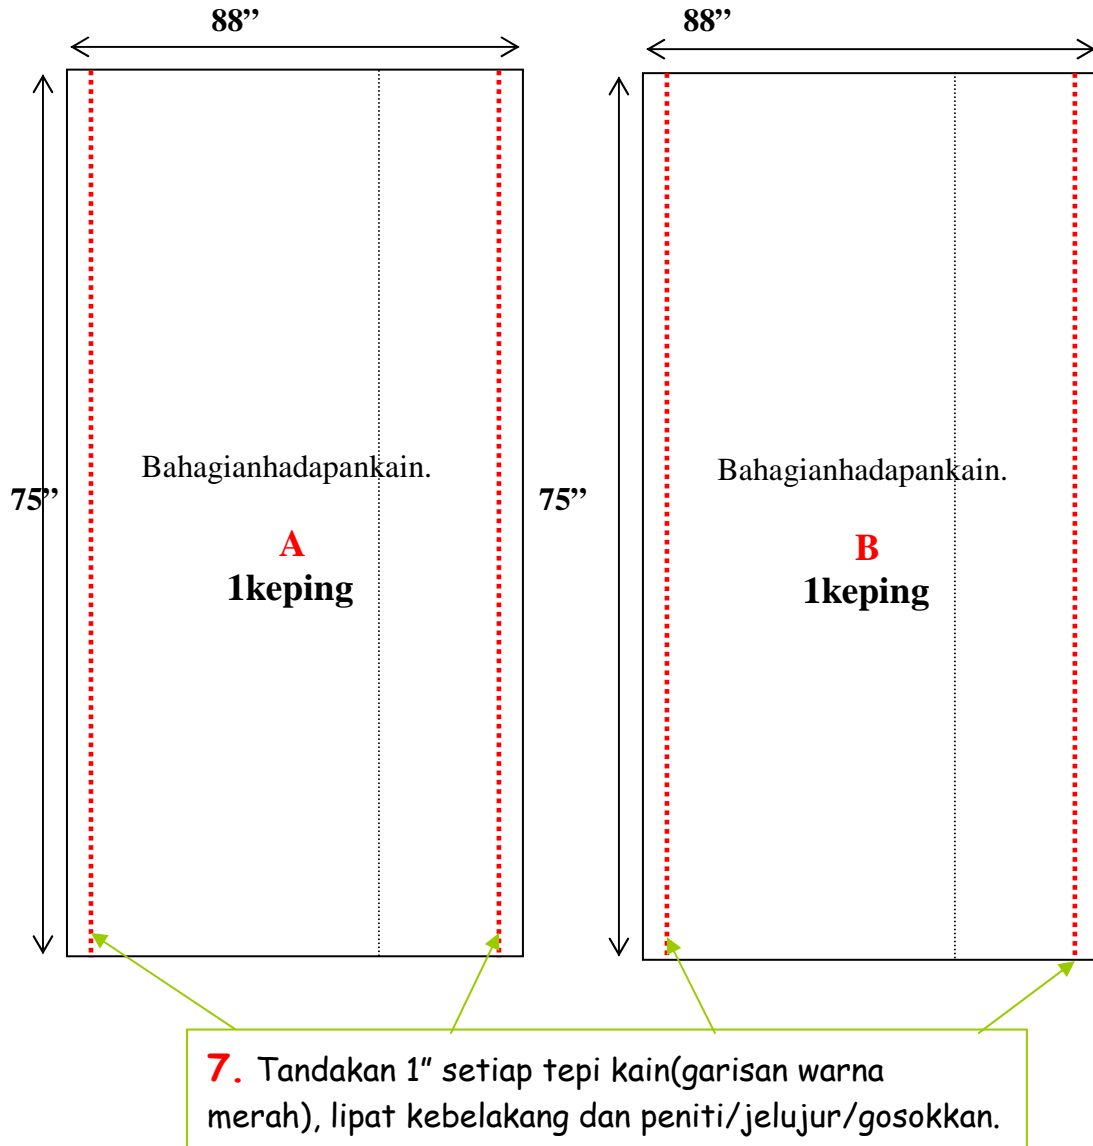 88”
88”
Bahagianhadapankain.
Bahagianhadapankain.
75”
75”
A
B
1keping
1keping
7. Tandakan 1” setiap tepi kain(garisan warna
merah), lipat kebelakang dan peniti/jelujur/gosokkan.